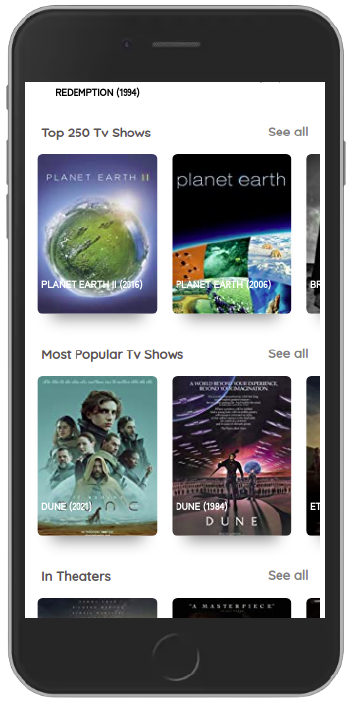 REDEMPTION (1994)
Top 250 Tv Shows
See all
PLANET EARTH II
planet earth
PLANET EARTH II (2016)
PLANET EARTH (2006)
BR
Most Popular Tv Shows
See all
A WORLD BEYOND YOUR EXPERIENCE,
BEYOND YOUR IMAGINATION.
DUNE (2021)
DUNE (1984)
ET
DUNE
In Theaters
See all
"A MASTERPIECE"